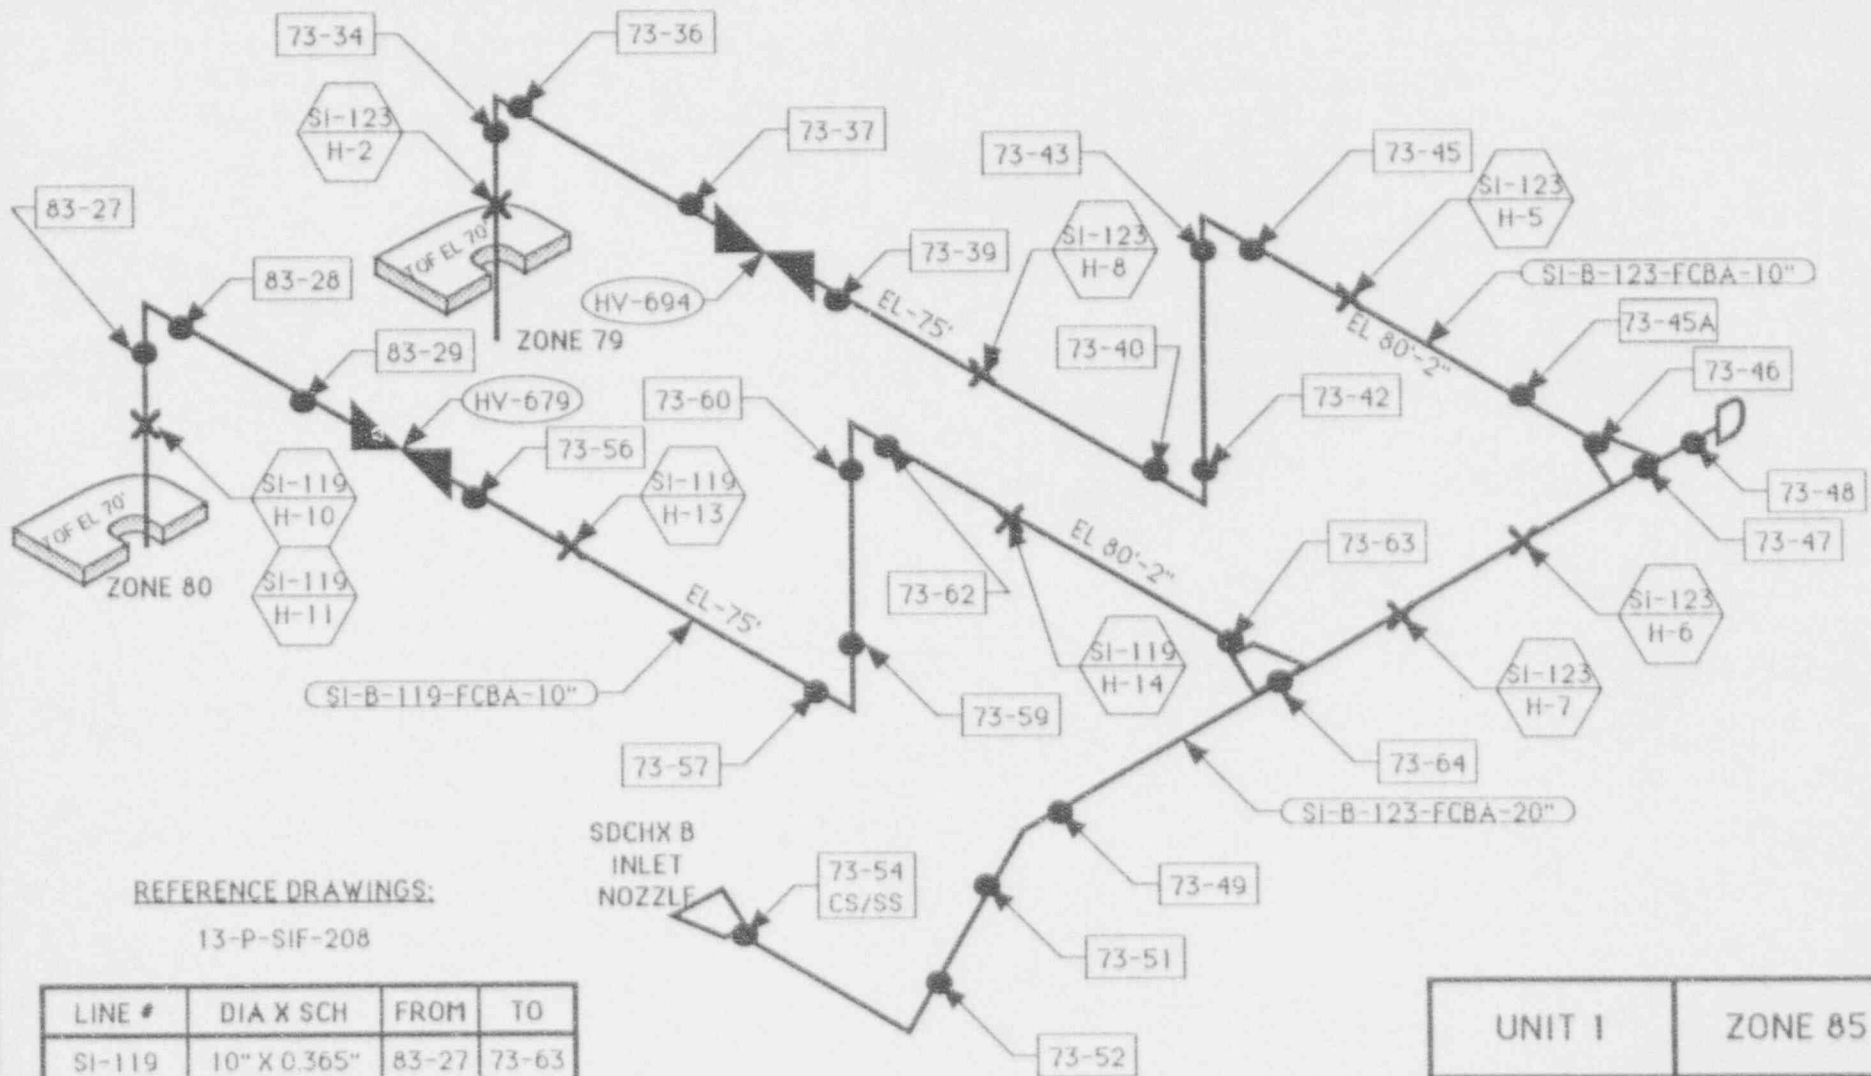 73-34
73-36
SI-123
H-2
73-37
73-43
73-45
SI-123
H-5
83-27
TOF EL 70'
83-28
HV-694
73-39
SI-123
H-8
SI-B-123-FCBA-10"
EL-75'
EL 80'-2"
73-45A
ZONE 79
83-29
73-40
73-46
HV-679
73-60
73-42
73-56
SI-119
H-10
SI-119
H-13
73-48
TOF EL 70'
ZONE 80
SI-119
H-11
EL 80'-2"
73-63
73-47
73-62
EL-75'
SI-123
H-6
SI-119
H-14
SI-123
H-7
SI-B-119-FCBA-10"
73-59
73-57
73-64
SI-B-123-FCBA-20"
SDCHX B
INLET
NOZZLE
73-54
CS/SS
73-49
REFERENCE DRAWINGS:
13-P-SIF-208
73-51
73-52
LINE # DIA X SCH FROM TO
SI-119 10" X 0.365" 83-27 73-63
UNIT 1 ZONE 85